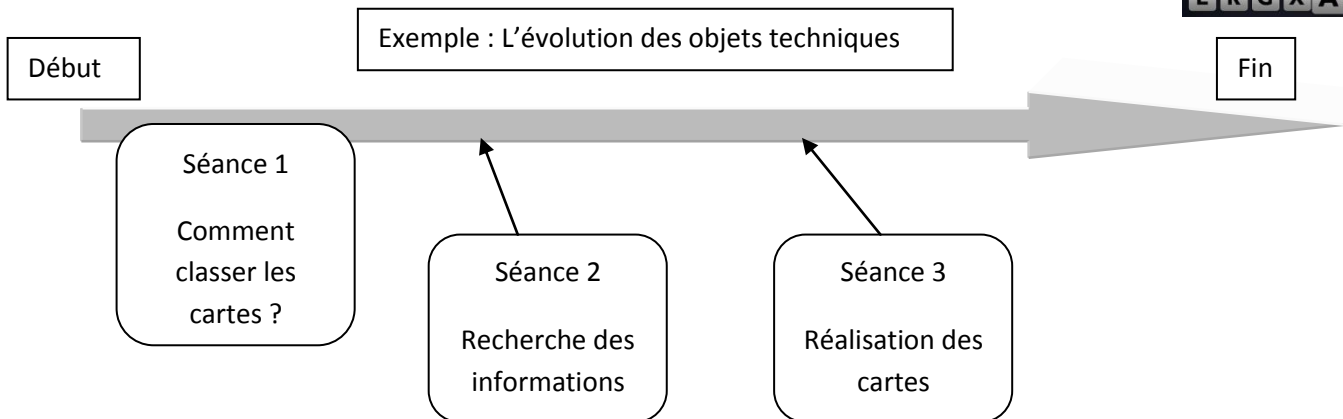 E R G X A
Exemple : L'évolution des objets techniques
Début
Fin
Séance 1
Comment
classer les
cartes ?
Séance 2
Recherche des
informations
Séance 3
Réalisation des
cartes